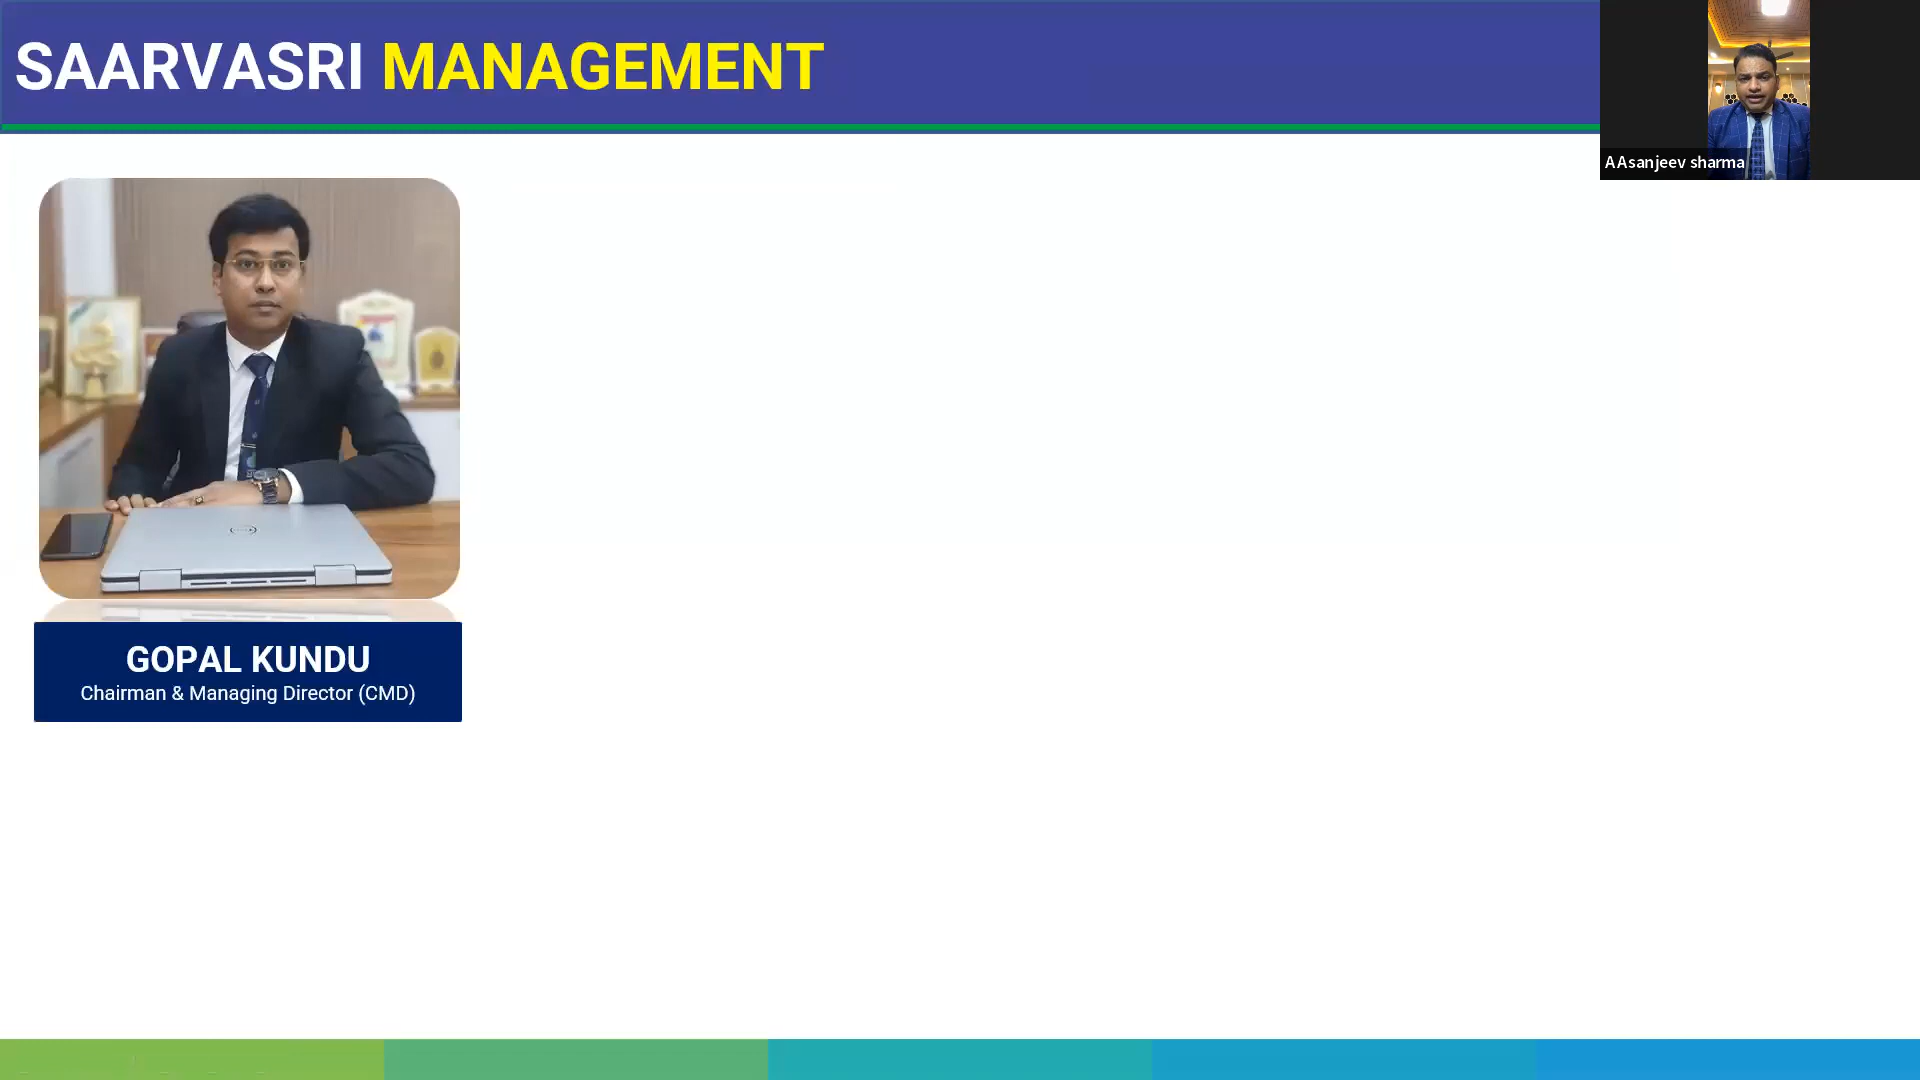 SAARVASRI MANAGEMENT
AAsanjeev sharma
GOPAL KUNDU
Chairman & Managing Director (CMD)